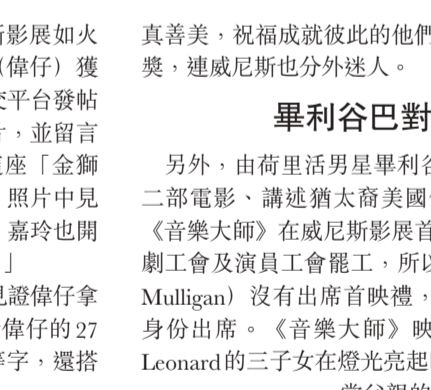 影展如火
（偉仔）獲
平台發帖
，並留言
座「金獅
照片中見
嘉玲也開
」
證偉仔拿
偉仔的27
等字，還搭
真善美，祝福成就彼此的他們
獎，連威尼斯也分外迷人。
畢利谷巴對
另外，由荷里活男星畢利谷
二部電影、講述猶太裔美國
《音樂大師》在威尼斯影展首
劇工會及演員工會罷工，所以
Mulligan）沒有出席首映禮，
身份出席。《音樂大師》映
Leonard的三子女在燈光亮起